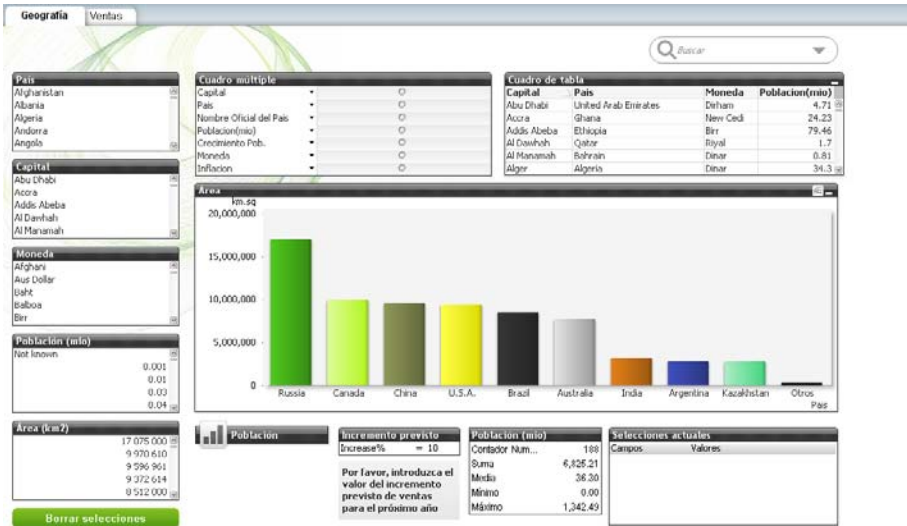 Geografía Ventas
Buscar
País
Afghanistan
Albania
Algeria
Andorra
Angola
Capital
Abu Dhabi
Accra
Addis Abeba
Al Dawhah
Al Manamah
Moneda
Afghani
Aus Dollar
Baht
Balboa
Birr
Población (mio)
Not known
0.001
0.01
0.03
0.04
Área (km2)
17 075 000
9 970 610
9 596 961
9 372 614
8 512 000
Borrar selecciones
Cuadro múltiple
Capital
Pais
Nombre Oficial del Pais
Poblacion(mio)
Crecimiento Pob.
Moneda
Inflacion
Cuadro de tabla
Capital Pais Moneda Poblacion(mio)
Abu Dhabi United Arab Emirates Dirham 4.71
Accra Ghana New Cedi 24.23
Addis Abeba Ethiopia Birr 79.46
Al Dawhah Qatar Riyal 1.7
Al Manamah Bahrain Dinar 0.81
Alger Algeria Dinar 34.3
Área
km.sq
20,000,000
15,000,000
10,000,000
5,000,000
0
Russia Canada China U.S.A. Brazil Australia India Argentina Kazakhstan Otros
Pais
Población
Incremento previsto
Increase% = 10
Por favor, introduzca el
valor del incremento
previsto de ventas
para el próximo año
Población (mio)
Contador Num... 188
Suma 6,825.21
Media 36.30
Mínimo 0.00
Máximo 1,342.49
Selecciones actuales
Campos Valores